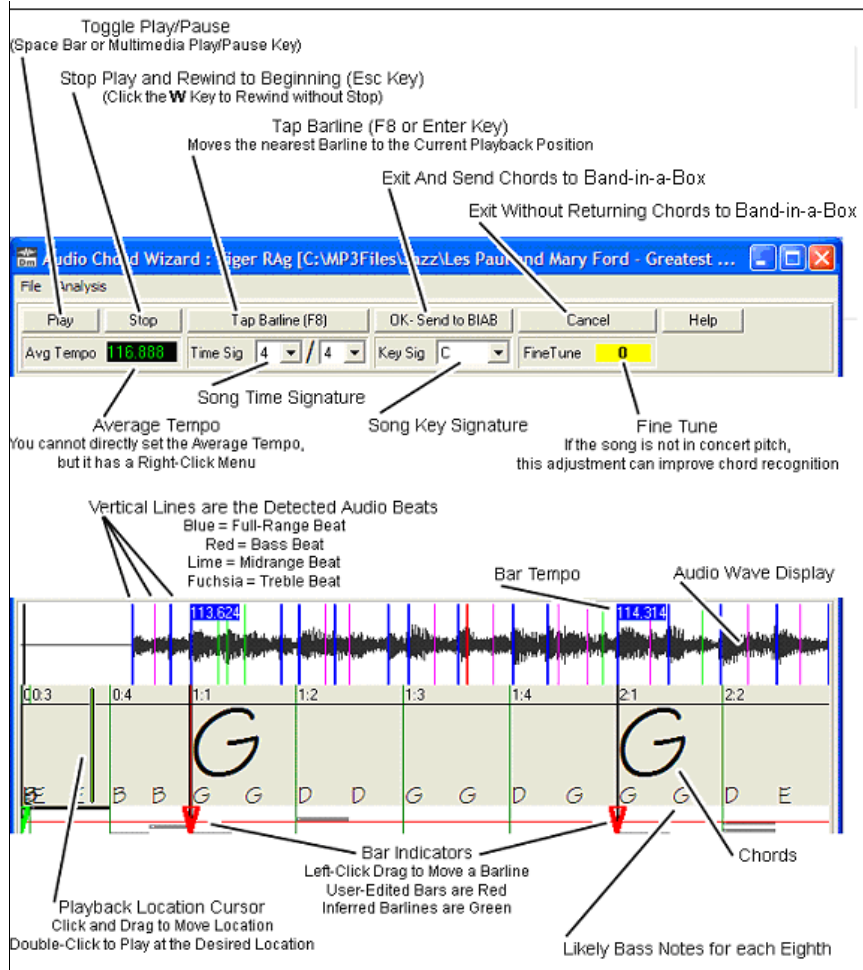 Toggle Play/Pause
(Space Bar or Multimedia Play/Pause Key)
Stop Play and Rewind to Beginning (Esc Key)
(Click the W Key to Rewind without Stop)
Tap Barline (F8 or Enter Key)
Moves the nearest Barline to the Current Playback Position
Exit And Send Chords to Band-in-a-Box
Exit Without Returning Chords to Band-in-a-Box
Audio Chord Wizard : Tiger RAg [C:\MP3Files\Jazz\Les Paul and Mary Ford - Greatest ...
File Analysis
Play Stop Tap Barline (F8) OK- Send to BIAB Cancel Help
Avg Tempo 116.888 Time Sig 4 / 4 Key Sig C FineTune 0
Song Time Signature
Average Tempo
You cannot directly set the Average Tempo,
but it has a Right-Click Menu
Song Key Signature
Fine Tune
If the song is not in concert pitch,
this adjustment can improve chord recognition
Vertical Lines are the Detected Audio Beats
Blue = Full-Range Beat
Red = Bass Beat
Lime = Midrange Beat
Fuchsia = Treble Beat
Bar Tempo
Audio Wave Display
113.624 114.314
0:3 0:4 1:1 1:2 1:3 1:4 2:1 2:2
G G
E E B B G G D D G G D G G G D E
Bar Indicators
Left-Click Drag to Move a Barline
User-Edited Bars are Red
Inferred Barlines are Green
Chords
Playback Location Cursor
Click and Drag to Move Location
Double-Click to Play at the Desired Location
Likely Bass Notes for each Eighth